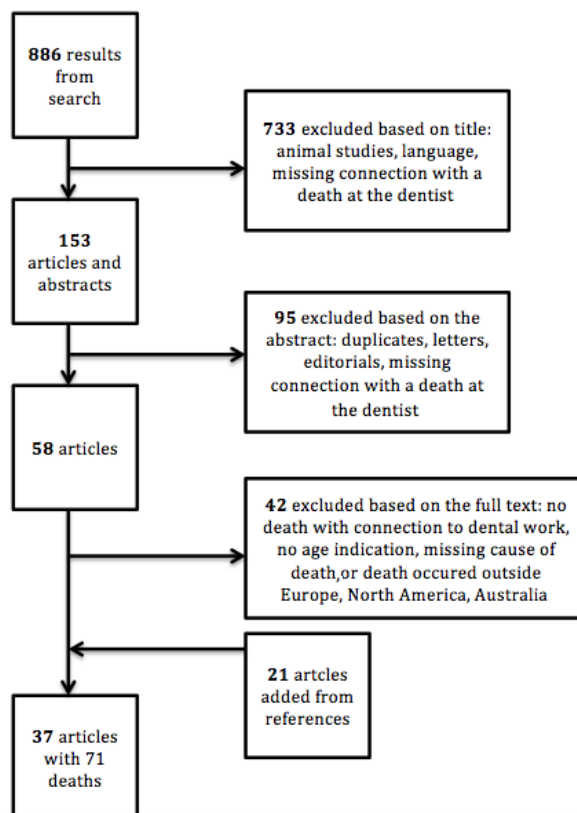 886 results
from
search
733 excluded based on title:
animal studies, language,
missing connection with a
death at the dentist
153
articles and
abstracts
95 excluded based on the
abstract: duplicates, letters,
editorials, missing
connection with a death at
the dentist
58 articles
42 excluded based on the full text: no
death with connection to dental work,
no age indication, missing cause of
death,or death occured outside
Europe, North America, Australia
21 artcles
added from
references
37 articles
with 71
deaths